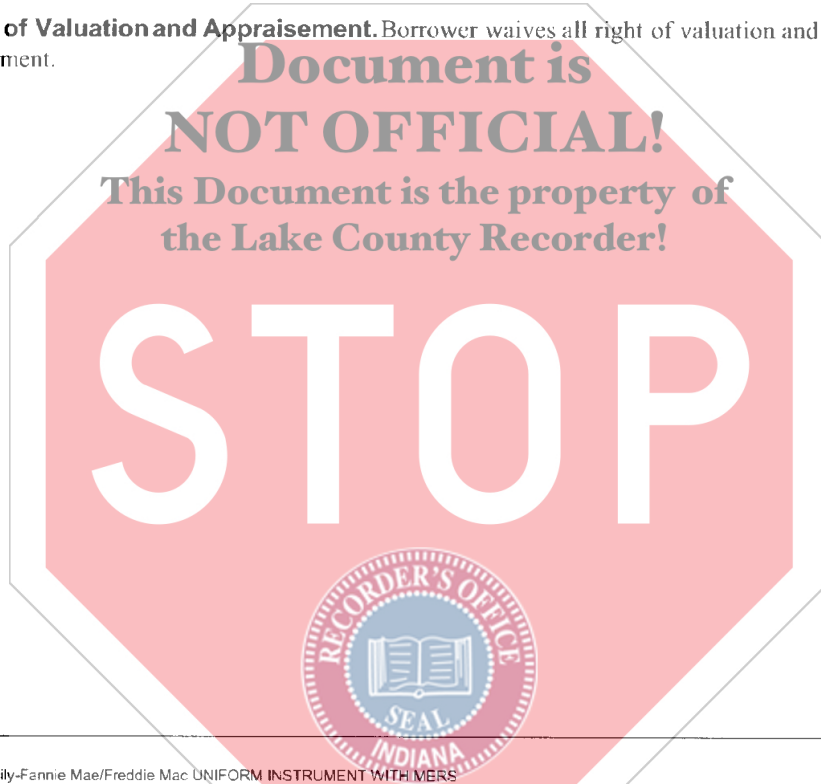 of Valuation and Appraisement. Borrower waives all right of valuation and
ment.
Document is
NOT OFFICIAL!
This Document is the property of
the Lake County Recorder!
STOP
RECORDER'S OFFICE
SEAL
INDIANA
ily-Fannie Mae/Freddie Mac UNIFORM INSTRUMENT WITH MERS